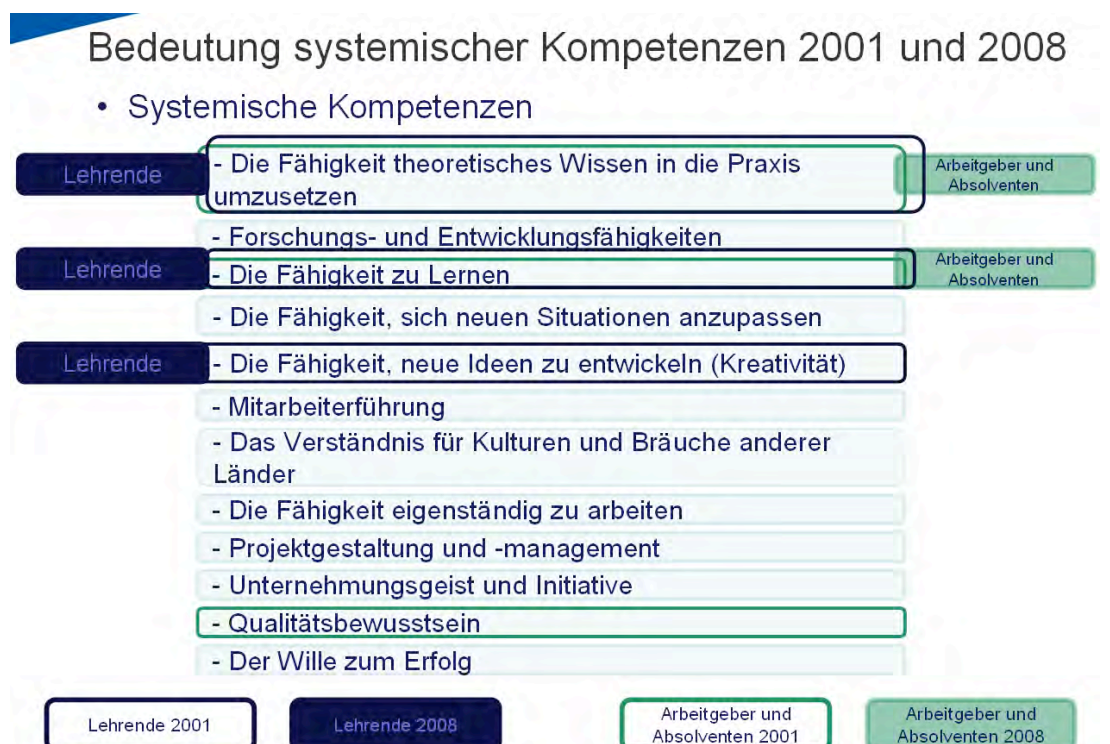 Bedeutung systemischer Kompetenzen 2001 und 2008
• Systemische Kompetenzen
Lehrende
- Die Fähigkeit theoretisches Wissen in die Praxis
umzusetzen
Arbeitgeber und
Absolventen
- Forschungs- und Entwicklungsfähigkeiten
Lehrende
- Die Fähigkeit zu Lernen
Arbeitgeber und
Absolventen
- Die Fähigkeit, sich neuen Situationen anzupassen
Lehrende
- Die Fähigkeit, neue Ideen zu entwickeln (Kreativität)
- Mitarbeiterführung
- Das Verständnis für Kulturen und Bräuche anderer
Länder
- Die Fähigkeit eigenständig zu arbeiten
- Projektgestaltung und -management
- Unternehmungsgeist und Initiative
- Qualitätsbewusstsein
- Der Wille zum Erfolg
Lehrende 2001
Lehrende 2008
Arbeitgeber und
Absolventen 2001
Arbeitgeber und
Absolventen 2008